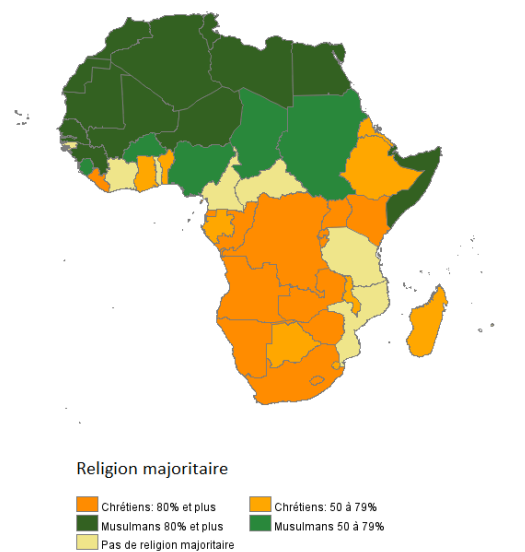 Religion majoritaire
Chrétiens: 80% et plus
Chrétiens: 50 à 79%
Musulmans 80% et plus
Musulmans 50 à 79%
Pas de religion majoritaire